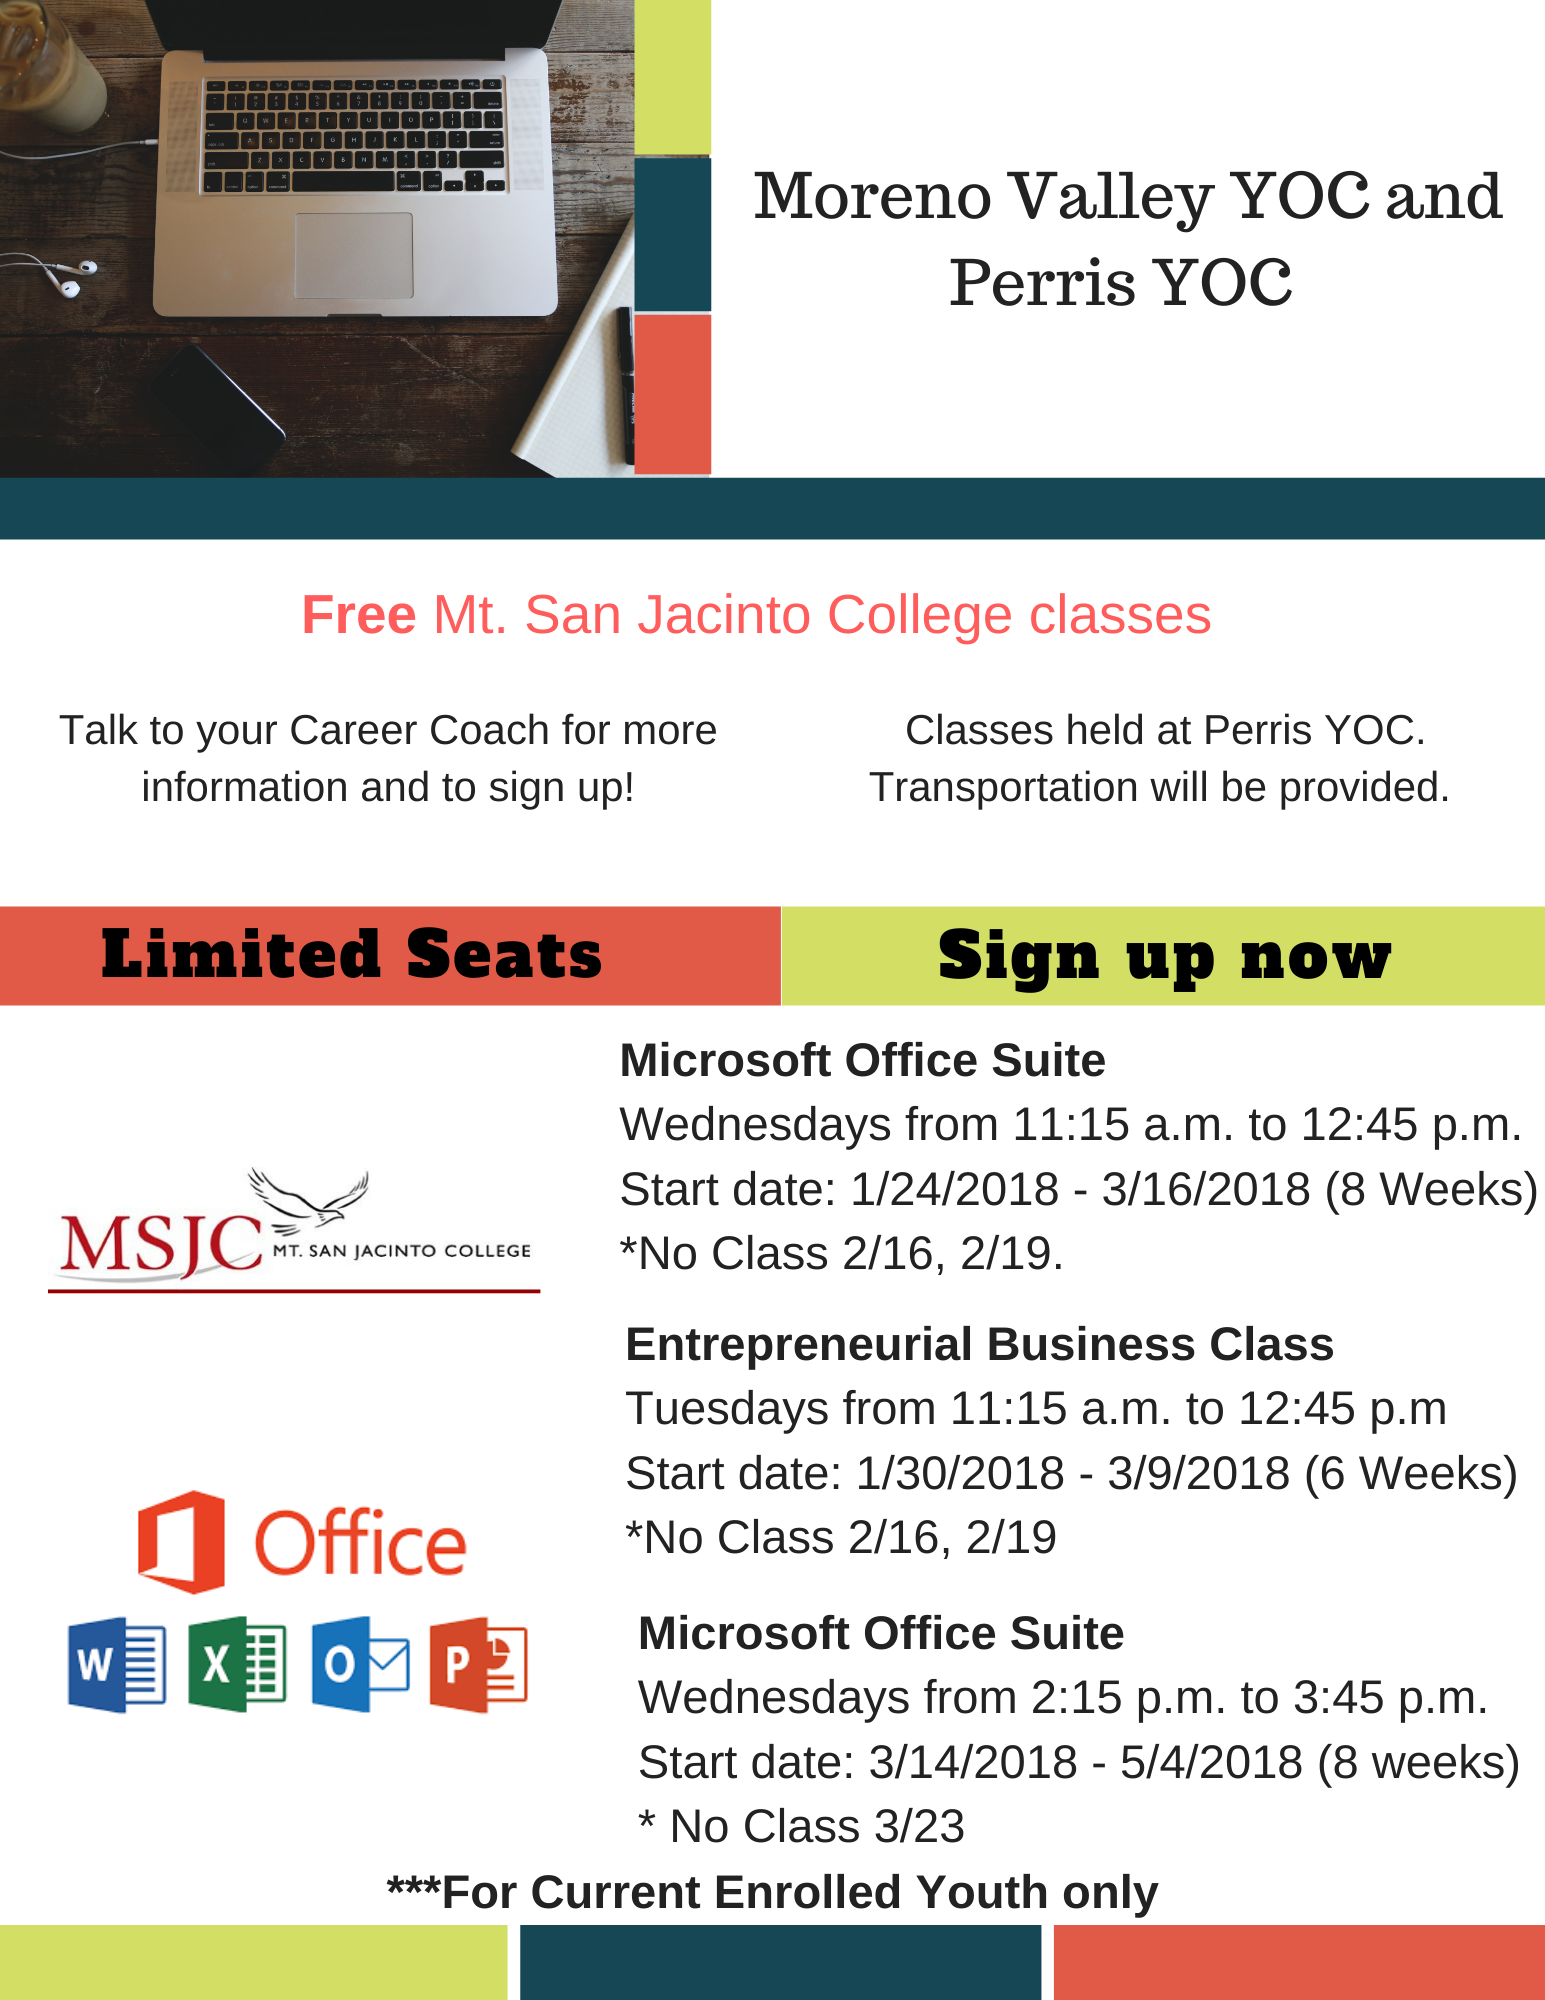 Moreno Valley YOC and
Perris YOC
Free Mt. San Jacinto College classes
Talk to your Career Coach for more
information and to sign up!
Classes held at Perris YOC.
Transportation will be provided.
Limited Seats
Sign up now
Microsoft Office Suite
Wednesdays from 11:15 a.m. to 12:45 p.m.
Start date: 1/24/2018 - 3/16/2018 (8 Weeks)
*No Class 2/16, 2/19.
MSJC MT. SAN JACINTO COLLEGE
Entrepreneurial Business Class
Tuesdays from 11:15 a.m. to 12:45 p.m
Start date: 1/30/2018 - 3/9/2018 (6 Weeks)
*No Class 2/16, 2/19
Office
W X O P
Microsoft Office Suite
Wednesdays from 2:15 p.m. to 3:45 p.m.
Start date: 3/14/2018 - 5/4/2018 (8 weeks)
* No Class 3/23
***For Current Enrolled Youth only